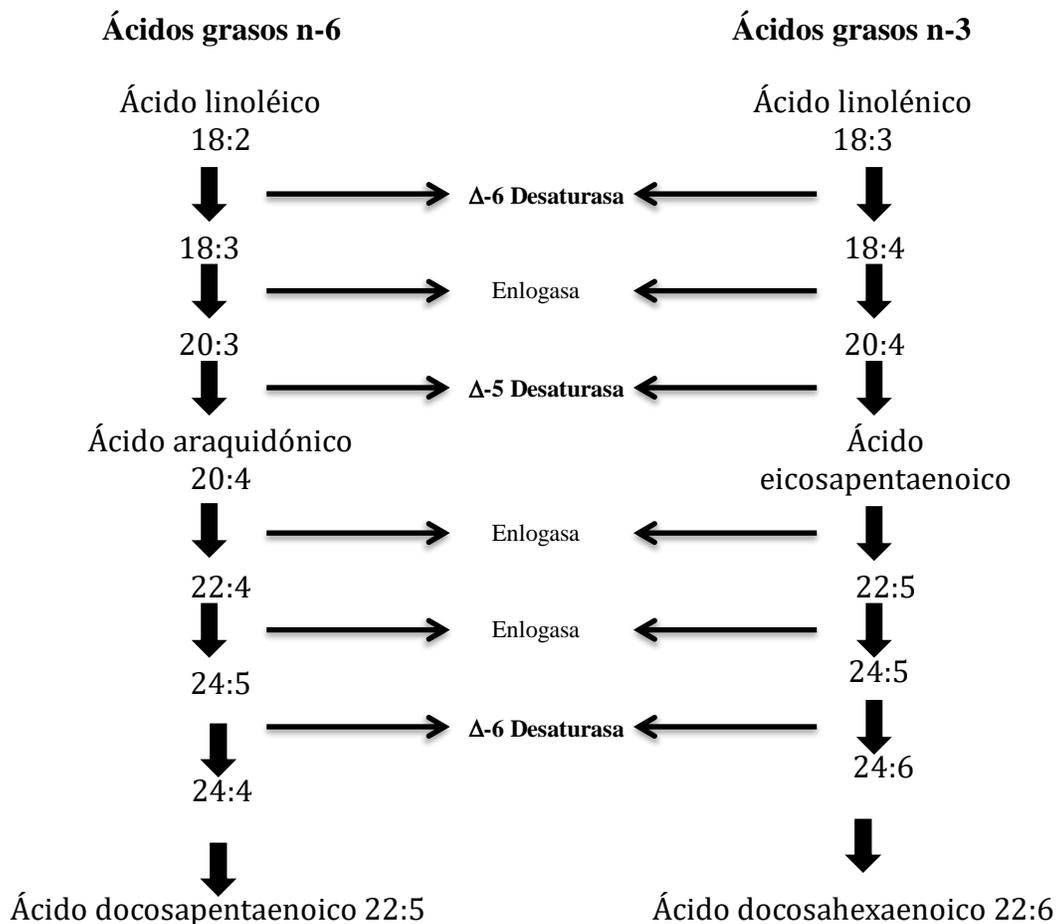 Ácidos grasos n-6
Ácidos grasos n-3
Ácido linoléico
18:2
Ácido linolénico
18:3
Δ-6 Desaturasa
18:3
18:4
Enlogasa
20:3
20:4
Δ-5 Desaturasa
Ácido araquidónico
20:4
Ácido
eicosapentaenoico
Enlogasa
22:4
22:5
Enlogasa
24:5
24:5
Δ-6 Desaturasa
24:4
24:6
Ácido docosapentaenoico 22:5
Ácido docosahexaenoico 22:6